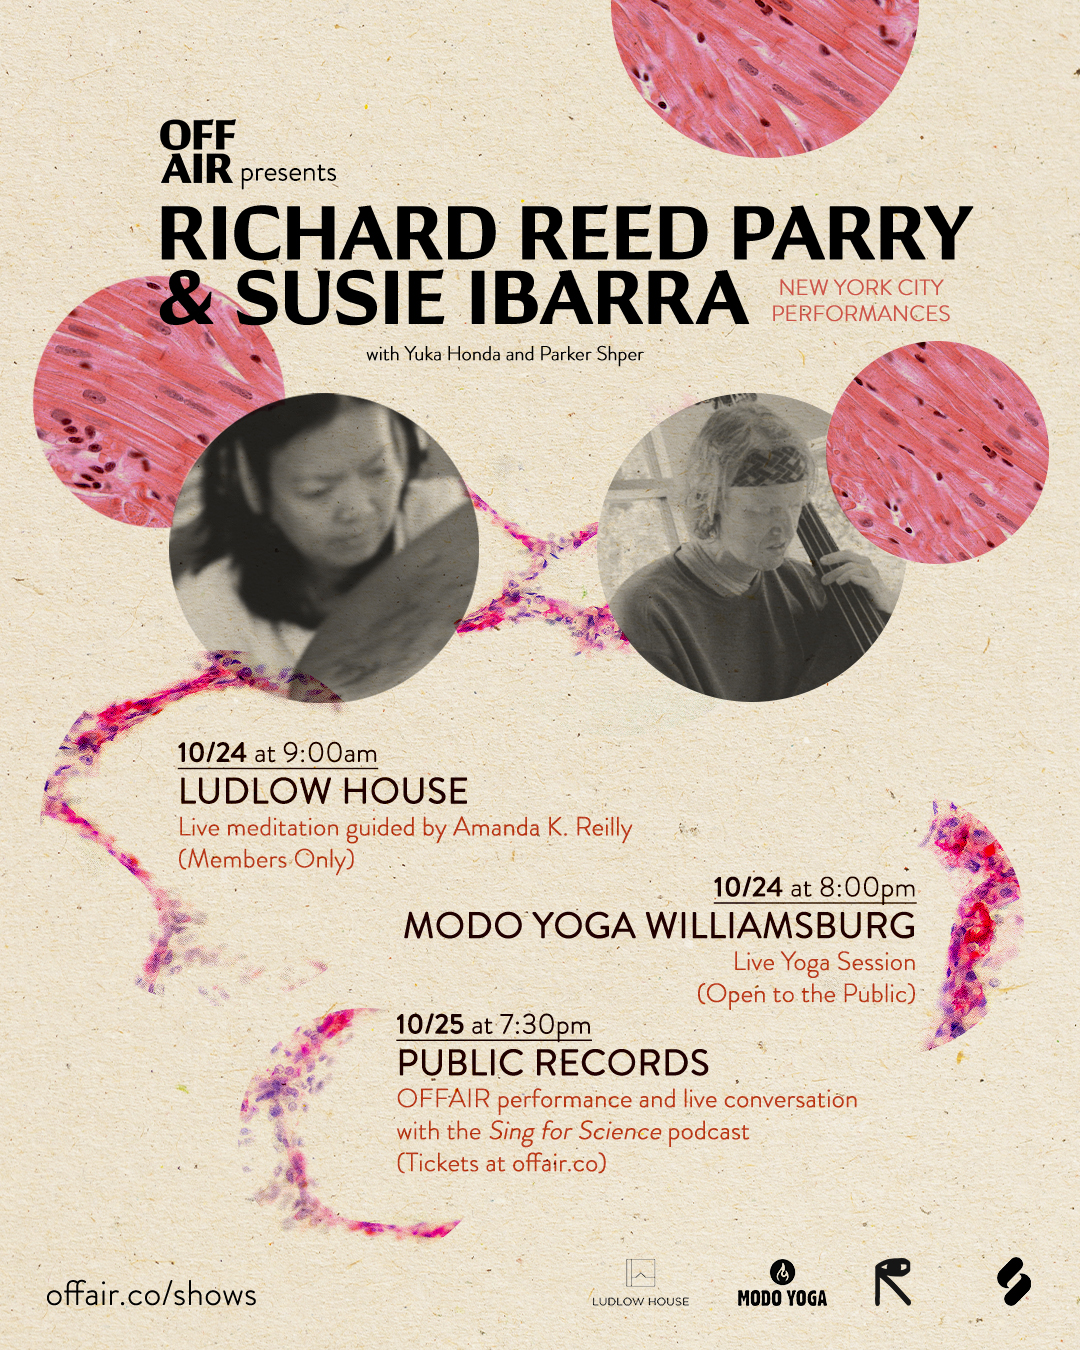 OFF
AIR presents
RICHARD REED PARRY
& SUSIE IBARRA
NEW YORK CITY
PERFORMANCES
with Yuka Honda and Parker Shper
10/24 at 9:00am
LUDLOW HOUSE
Live meditation guided by Amanda K. Reilly
(Members Only)
10/24 at 8:00pm
MODO YOGA WILLIAMSBURG
Live Yoga Session
(Open to the Public)
10/25 at 7:30pm
PUBLIC RECORDS
OFFAIR performance and live conversation
with the Sing for Science podcast
(Tickets at offair.co)
offair.co/shows
LUDLOW HOUSE
MODO YOGA